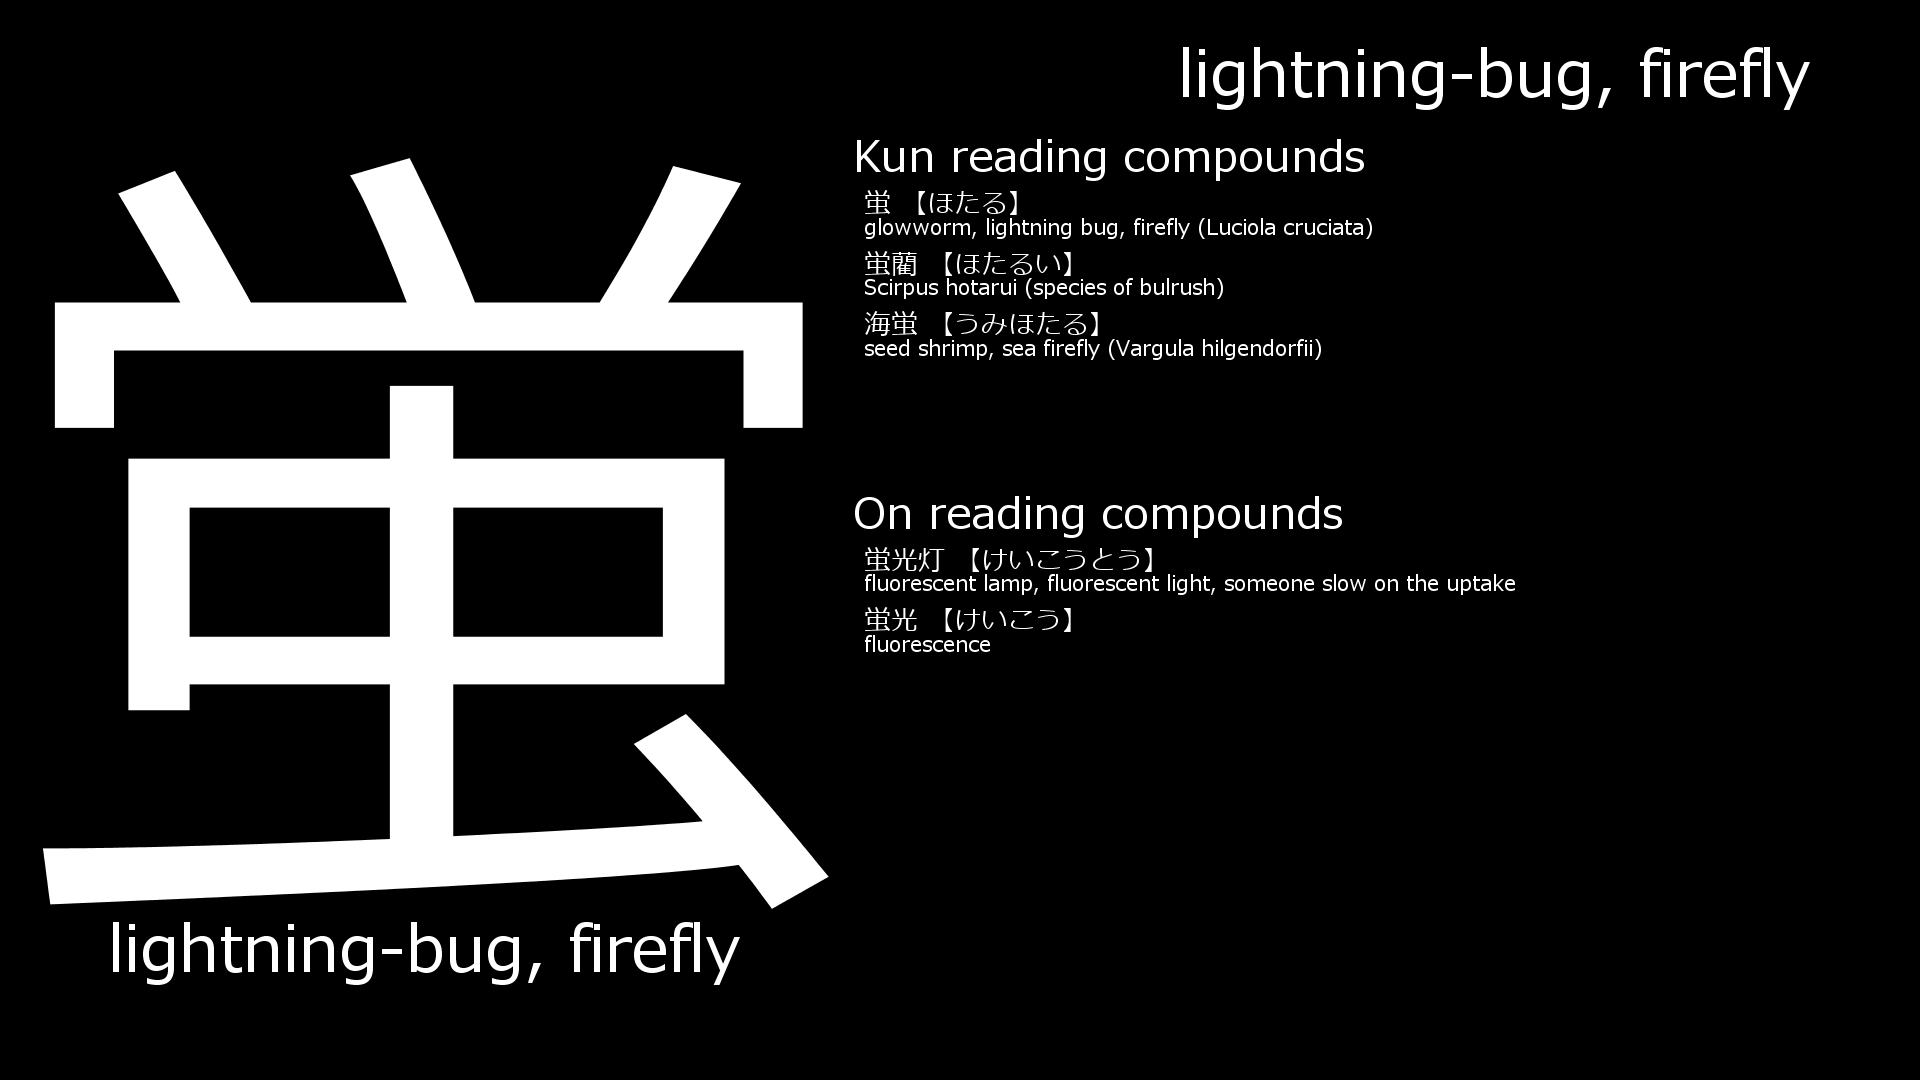 蛍
lightning-bug, firefly
lightning-bug, firefly
Kun reading compounds
蛍 【ほたる】
glowworm, lightning bug, firefly (Luciola cruciata)
蛍藺 【ほたるい】
Scirpus hotarui (species of bulrush)
海蛍 【うみほたる】
seed shrimp, sea firefly (Vargula hilgendorfii)
On reading compounds
蛍光灯 【けいこうとう】
fluorescent lamp, fluorescent light, someone slow on the uptake
蛍光 【けいこう】
fluorescence